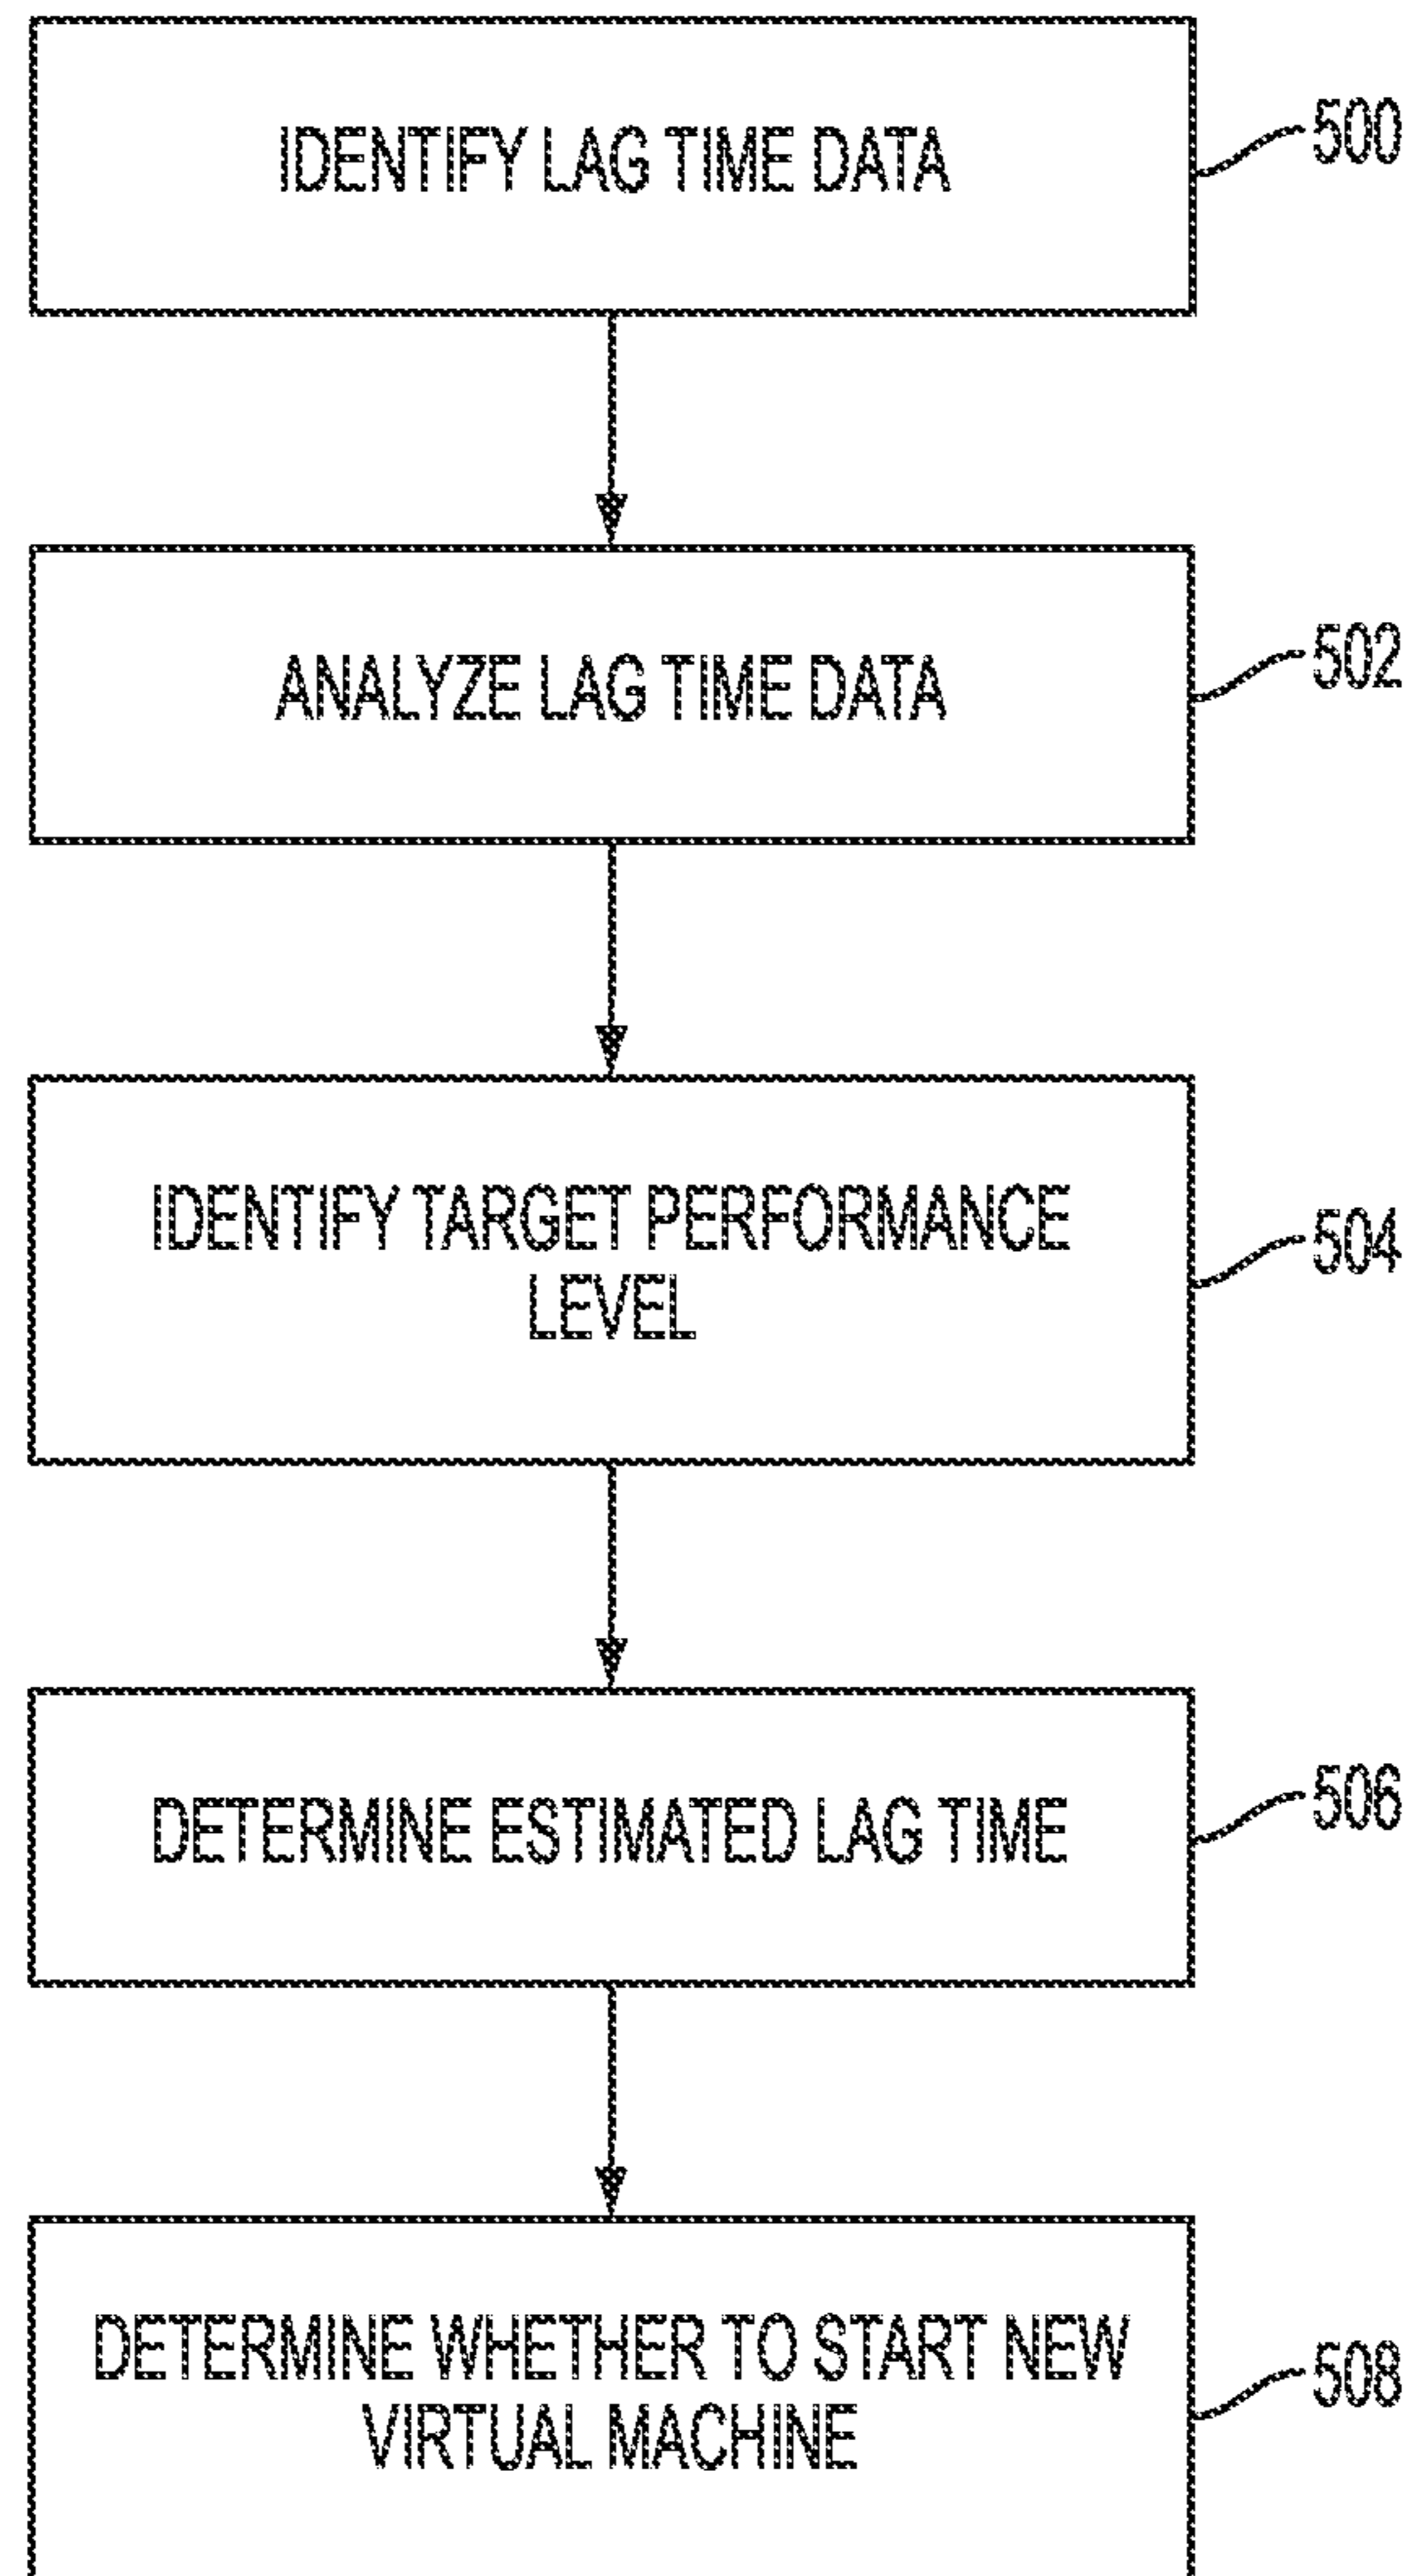 IDENTIFY LAG TIME DATA
500
ANALYZE LAG TIME DATA
502
IDENTIFY TARGET PERFORMANCE
LEVEL
504
DETERMINE ESTIMATED LAG TIME
506
DETERMINE WHETHER TO START NEW
VIRTUAL MACHINE
508